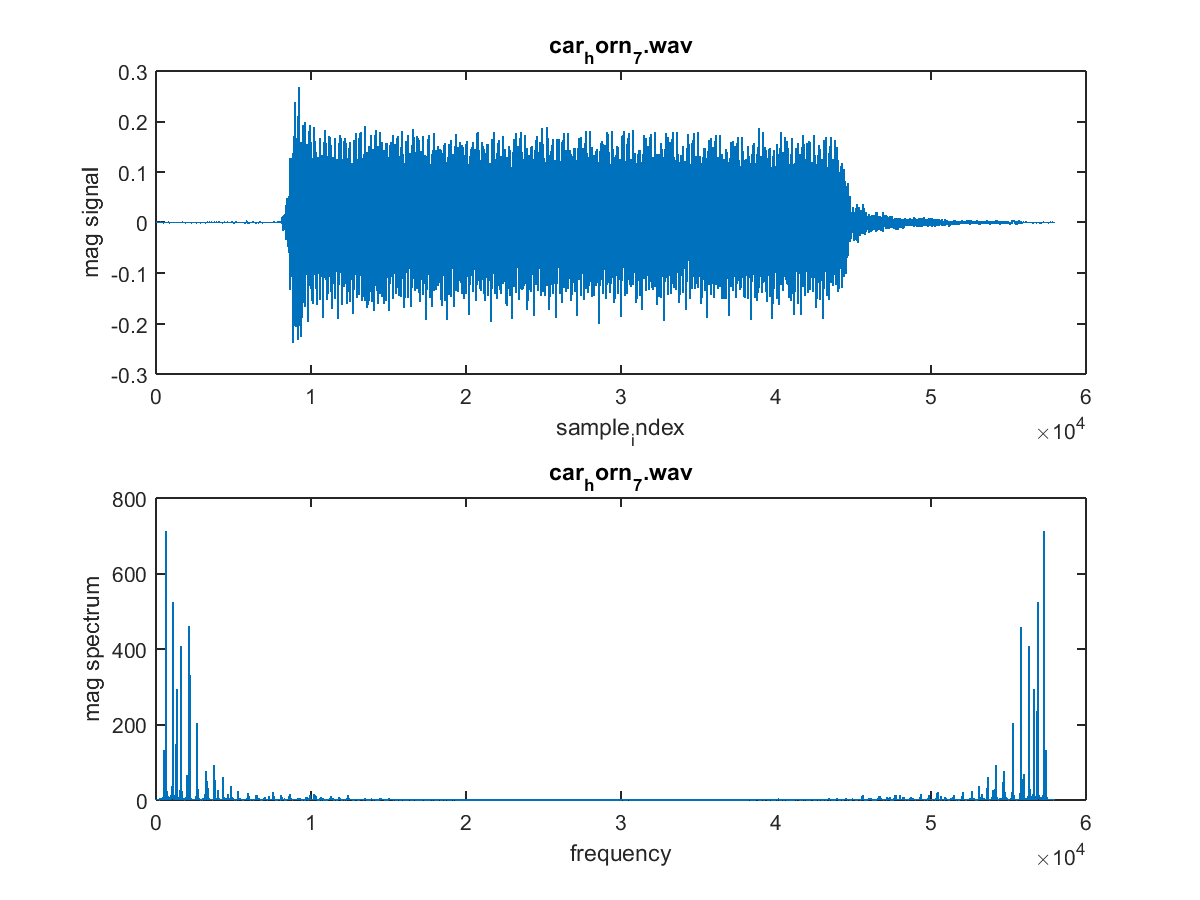 car_horn_7.wav
0.3
0.2
0.1
0
-0.1
-0.2
-0.3
mag signal
0 1 2 3 4 5 6
sample_index
×10^4
car_horn_7.wav
800
600
400
200
0
mag spectrum
0 1 2 3 4 5 6
frequency
×10^4